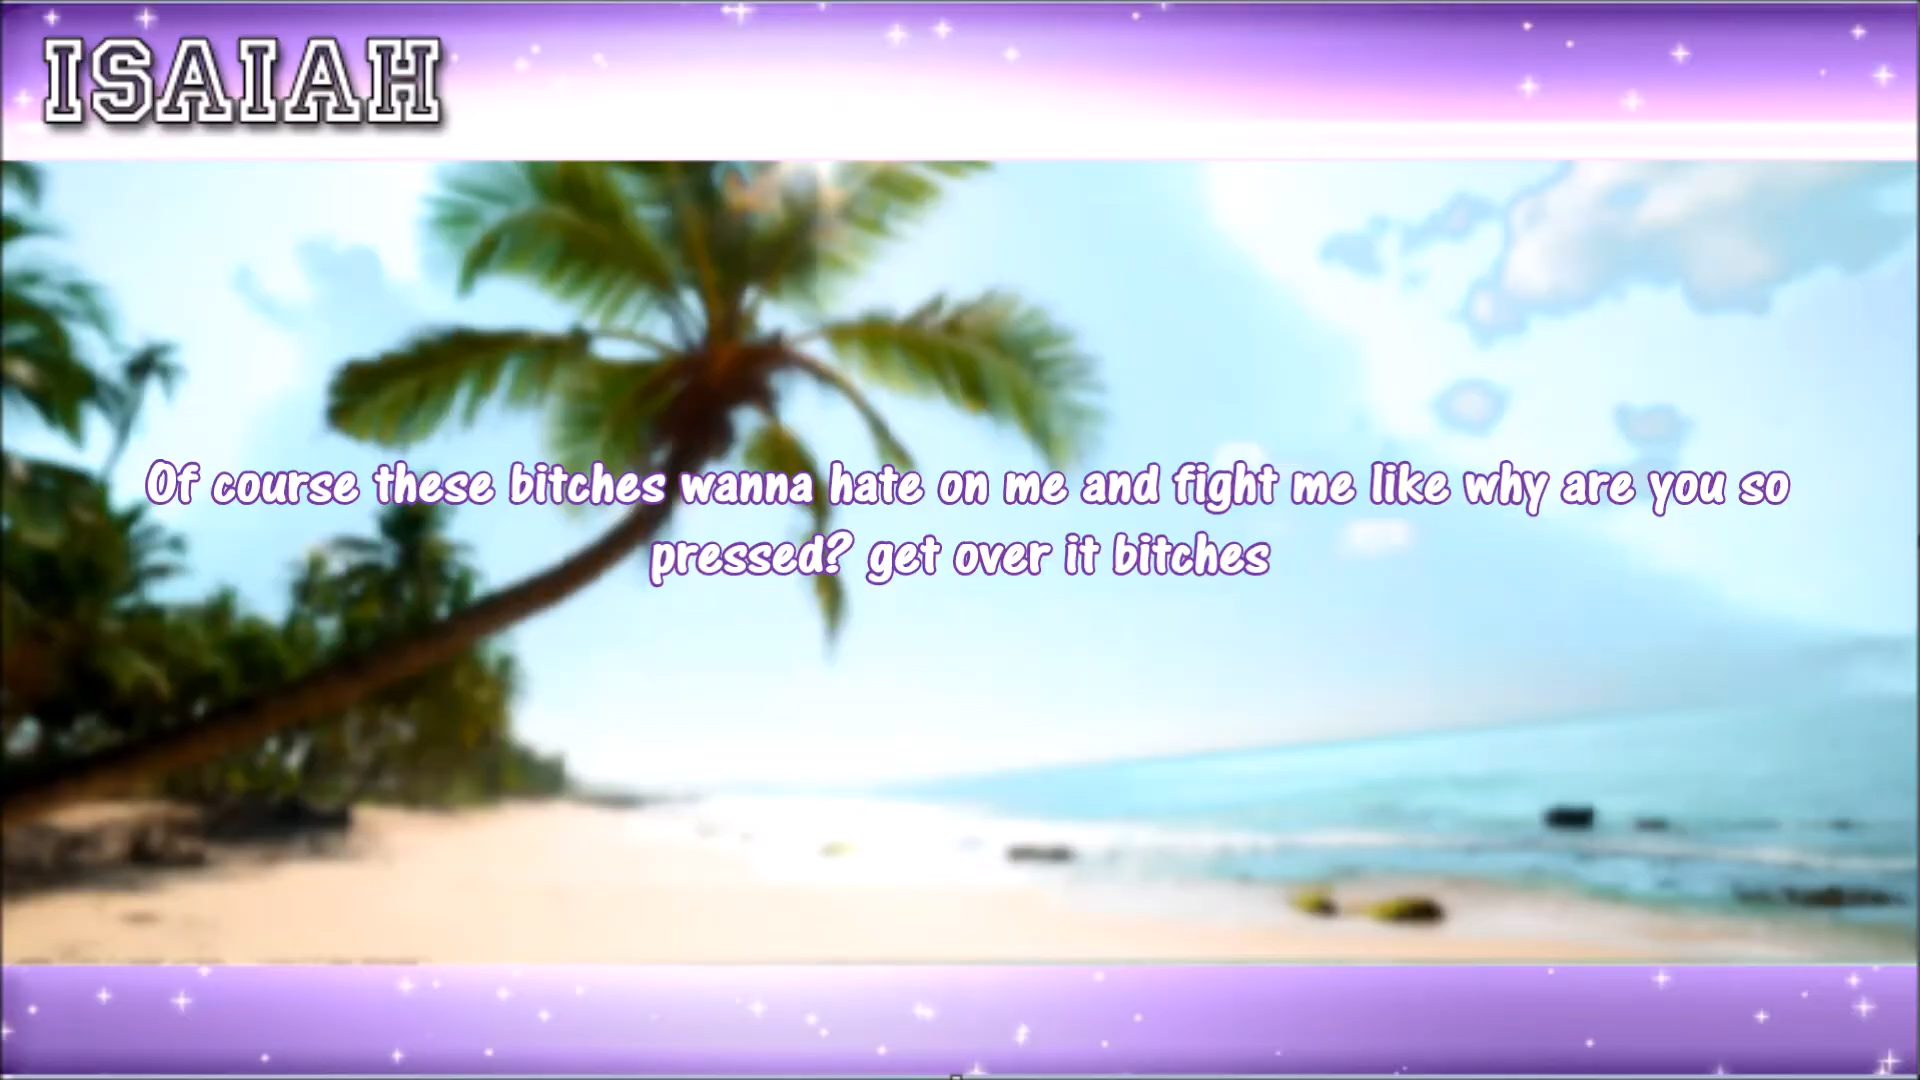 ISAIAH
Of course these bitches wanna hate on me and fight me like why are you so
pressed? get over it bitches